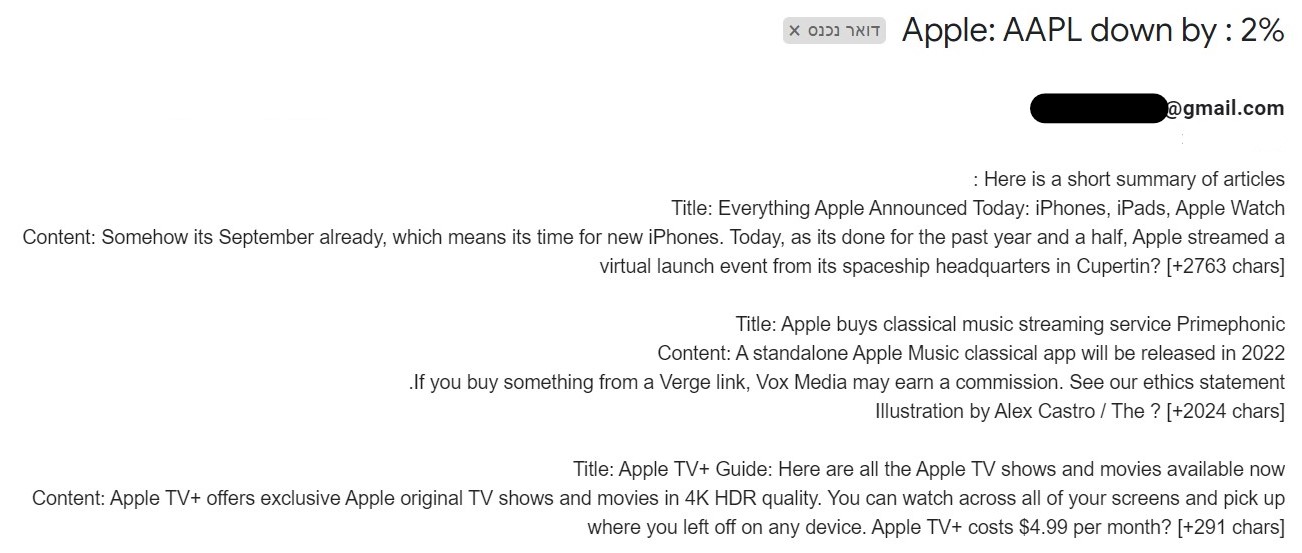 Apple: AAPL down by : 2%
דואר נכנס ×
@gmail.com
: Here is a short summary of articles
Title: Everything Apple Announced Today: iPhones, iPads, Apple Watch
Content: Somehow its September already, which means its time for new iPhones. Today, as its done for the past year and a half, Apple streamed a
virtual launch event from its spaceship headquarters in Cupertin? [+2763 chars]
Title: Apple buys classical music streaming service Primephonic
Content: A standalone Apple Music classical app will be released in 2022
.If you buy something from a Verge link, Vox Media may earn a commission. See our ethics statement
Illustration by Alex Castro / The ? [+2024 chars]
Title: Apple TV+ Guide: Here are all the Apple TV shows and movies available now
Content: Apple TV+ offers exclusive Apple original TV shows and movies in 4K HDR quality. You can watch across all of your screens and pick up
where you left off on any device. Apple TV+ costs $4.99 per month? [+291 chars]